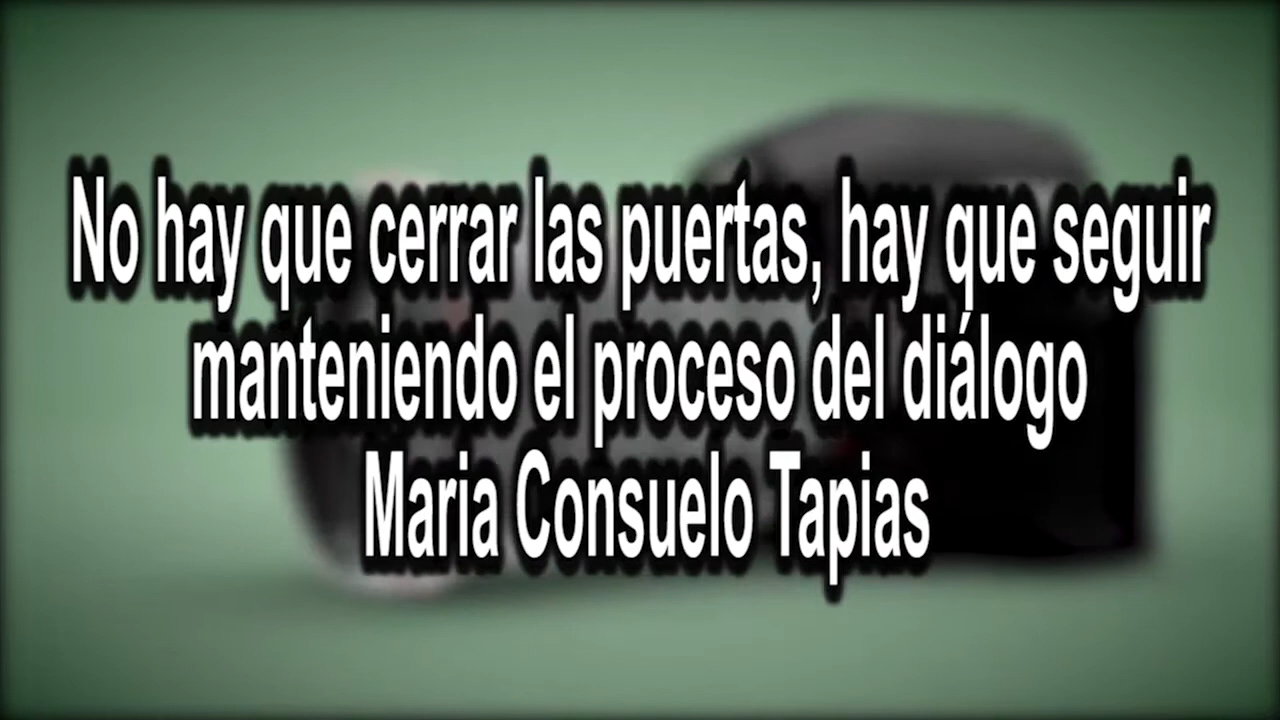 No hay que cerrar las puertas, hay que seguir
manteniendo el proceso del diálogo
Maria Consuelo Tapias